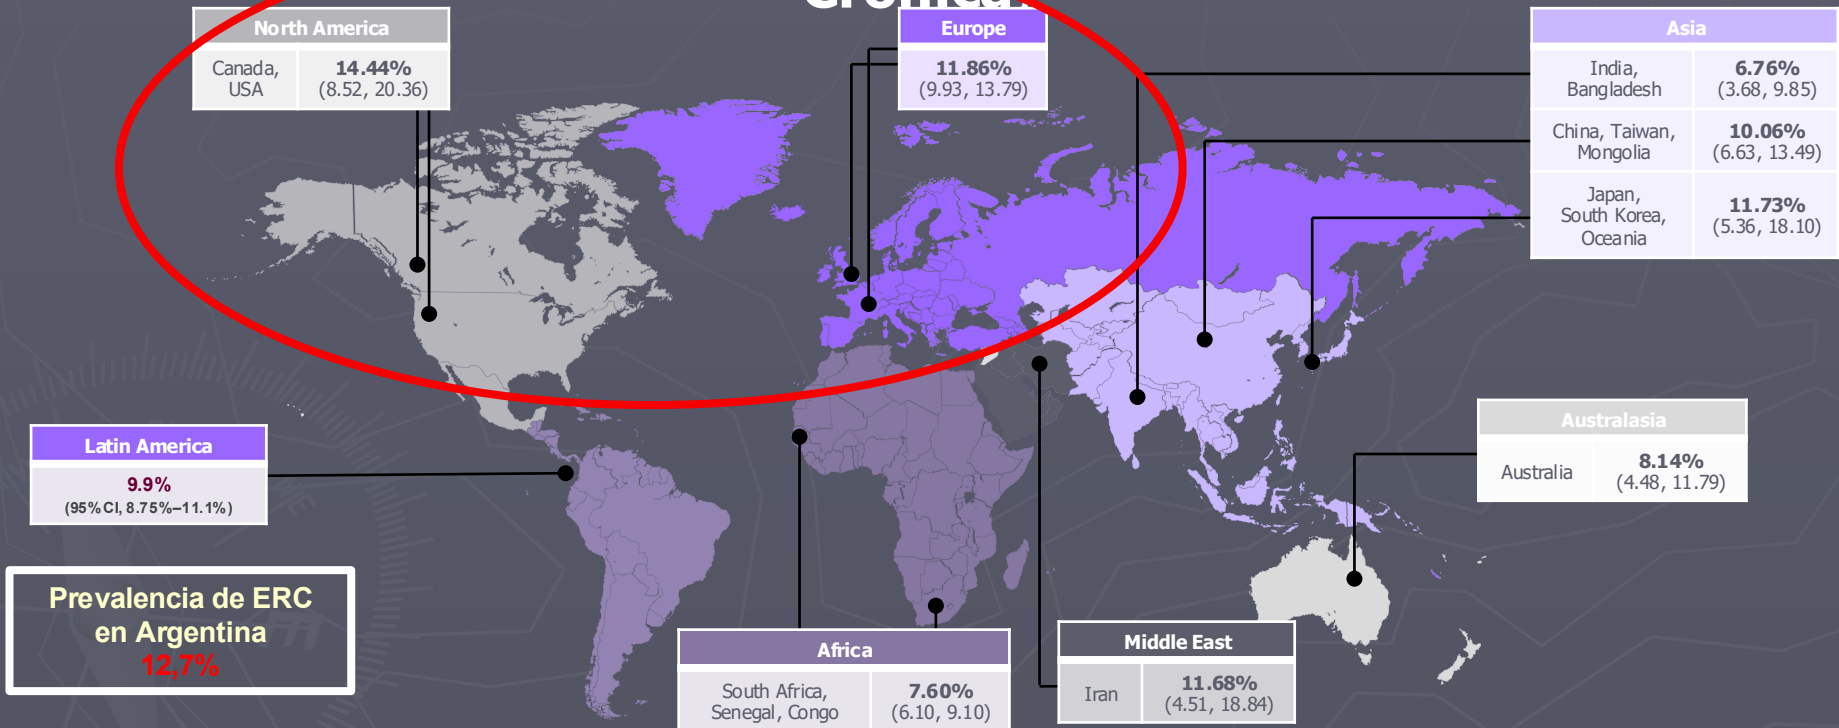 Crónica
North America
Canada,
USA
14.44%
(8.52, 20.36)
Europe
11.86%
(9.93, 13.79)
Asia
India,
Bangladesh
6.76%
(3.68, 9.85)
China, Taiwan,
Mongolia
10.06%
(6.63, 13.49)
Japan,
South Korea,
Oceania
11.73%
(5.36, 18.10)
Latin America
9.9%
(95%CI, 8.75%–11.1%)
Australasia
Australia
8.14%
(4.48, 11.79)
Prevalencia de ERC
en Argentina
12,7%
Africa
South Africa,
Senegal, Congo
7.60%
(6.10, 9.10)
Middle East
Iran
11.68%
(4.51, 18.84)